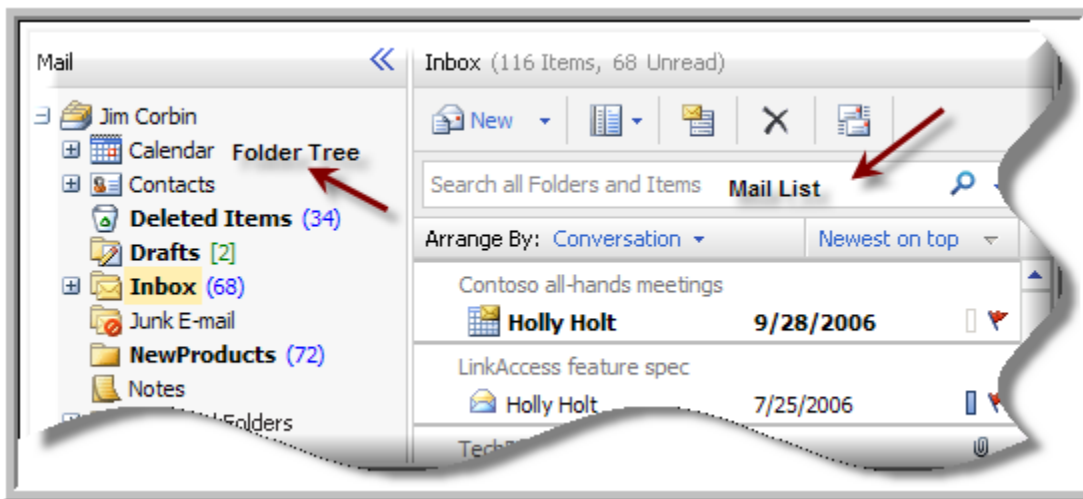 Mail
Jim Corbin
Calendar
Folder Tree
Contacts
Deleted Items (34)
Drafts [2]
Inbox (68)
Junk E-mail
NewProducts (72)
Notes
Folders
Inbox (116 Items, 68 Unread)
New
Search all Folders and Items
Mail List
Arrange By: Conversation
Newest on top
Contoso all-hands meetings
Holly Holt 9/28/2006
LinkAccess feature spec
Holly Holt 7/25/2006